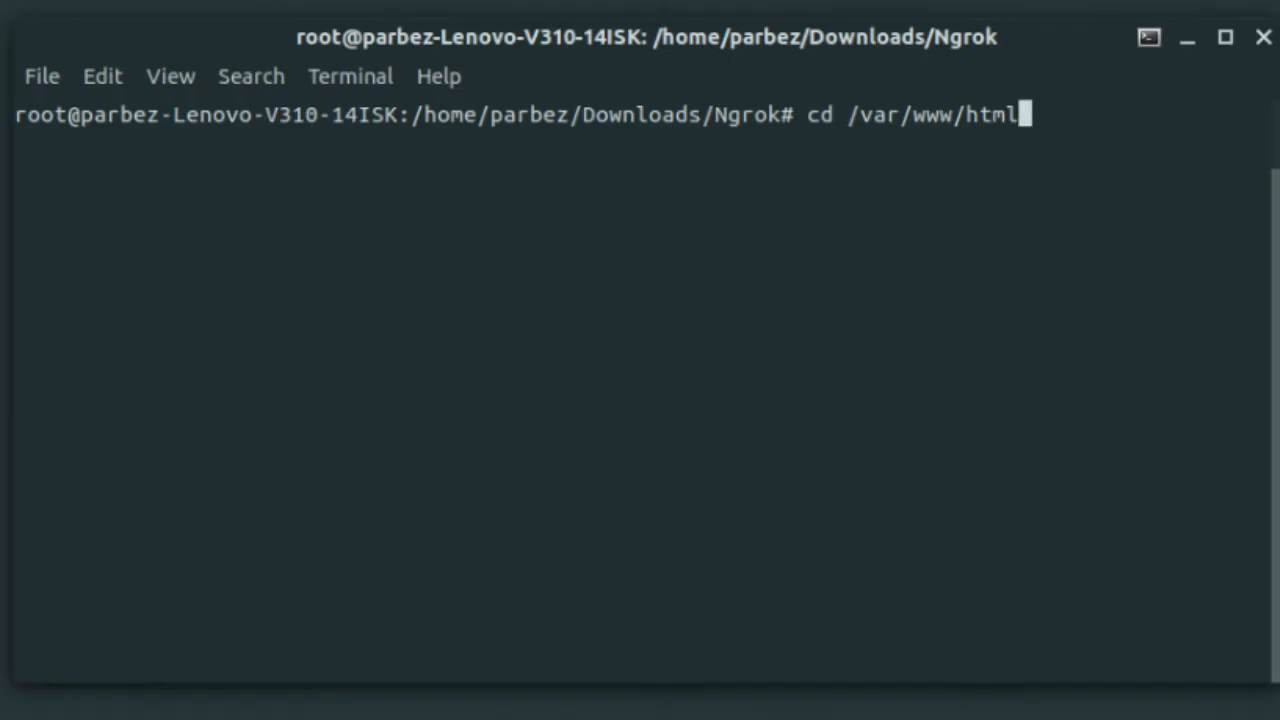 root@parbez-Lenovo-V310-14ISK: /home/parbez/Downloads/Ngrok
File Edit View Search Terminal Help
root@parbez-Lenovo-V310-14ISK:/home/parbez/Downloads/Ngrok# cd /var/www/html